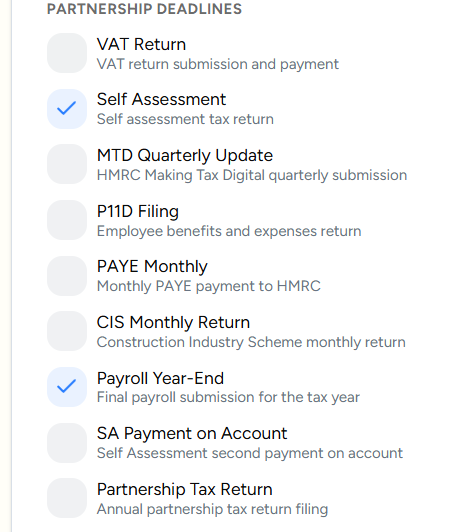 PARTNERSHIP DEADLINES
VAT Return
VAT return submission and payment
Self Assessment
Self assessment tax return
MTD Quarterly Update
HMRC Making Tax Digital quarterly submission
P11D Filing
Employee benefits and expenses return
PAYE Monthly
Monthly PAYE payment to HMRC
CIS Monthly Return
Construction Industry Scheme monthly return
Payroll Year-End
Final payroll submission for the tax year
SA Payment on Account
Self Assessment second payment on account
Partnership Tax Return
Annual partnership tax return filing